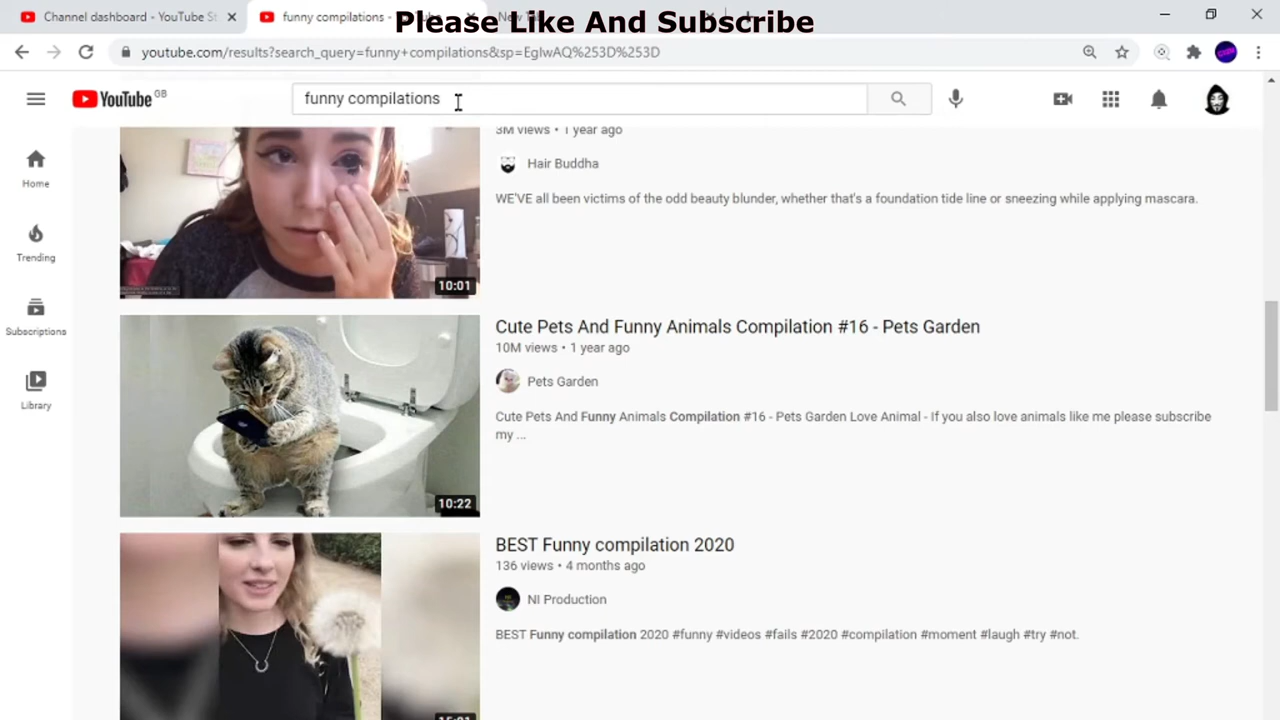 Channel dashboard - YouTube St
funny compilations -
Please Like And Subscribe
youtube.com/results?search_query=funny+compilations&sp=EgIwAQ%253D%253D
YouTube GB
funny compilations
3M views • 1 year ago
Hair Buddha
WE'VE all been victims of the odd beauty blunder, whether that's a foundation tide line or sneezing while applying mascara.
10:01
Home
Trending
Subscriptions
Library
Cute Pets And Funny Animals Compilation #16 - Pets Garden
10M views • 1 year ago
Pets Garden
Cute Pets And Funny Animals Compilation #16 - Pets Garden Love Animal - If you also love animals like me please subscribe
my ...
10:22
BEST Funny compilation 2020
136 views • 4 months ago
NI Production
BEST Funny compilation 2020 #funny #videos #fails #2020 #compilation #moment #laugh #try #not.